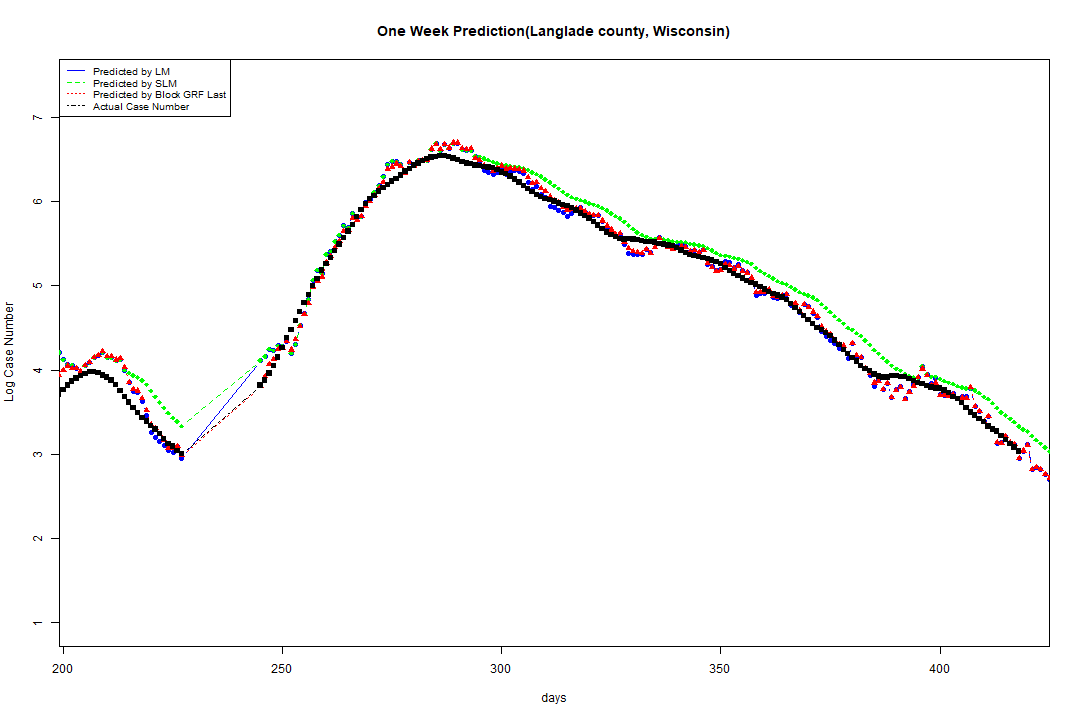 One Week Prediction(Langlade county, Wisconsin)
Predicted by LM
Predicted by SLM
Predicted by Block GRF Last
Actual Case Number
7
6
5
4
3
2
1
Log Case Number
200 250 300 350 400
days